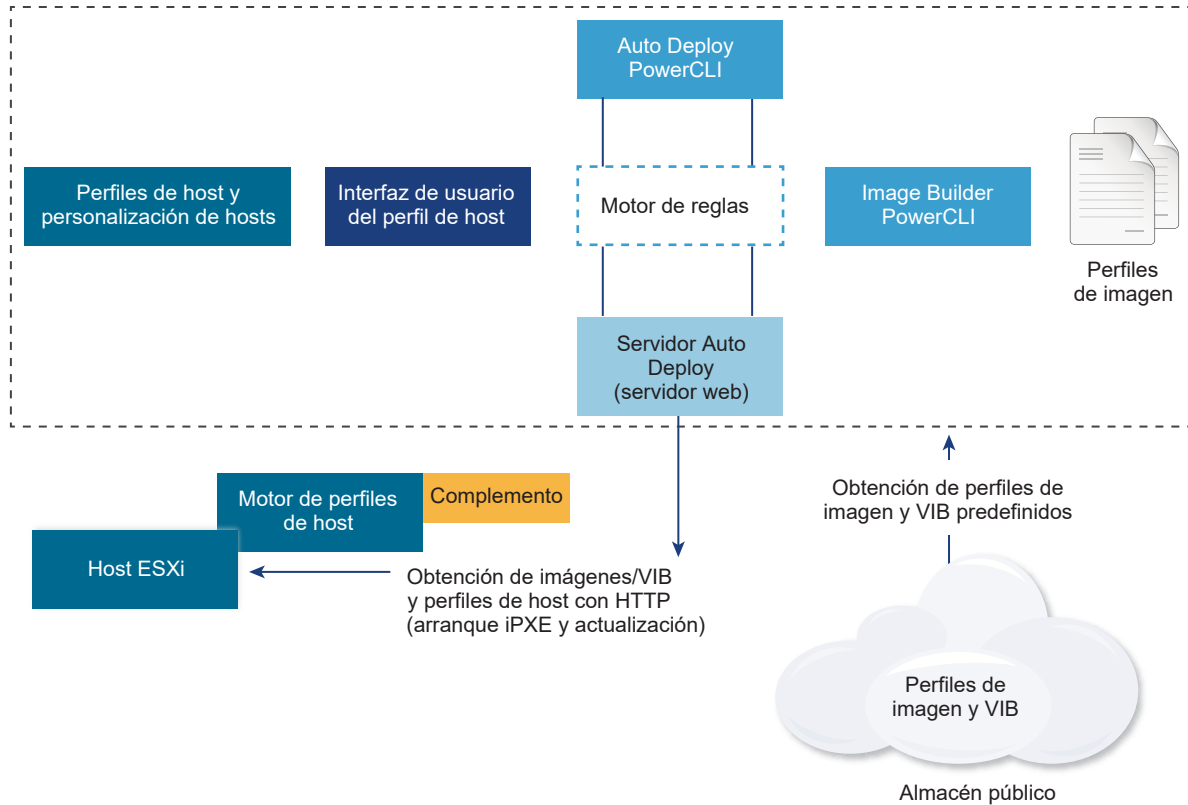 Auto Deploy
PowerCLI
Perfiles de host y
personalización de hosts
Interfaz de usuario
del perfil de host
Motor de reglas
Image Builder
PowerCLI
Perfiles
de imagen
Servidor Auto
Deploy
(servidor web)
Motor de perfiles
de host
Complemento
Host ESXi
Obtención de imágenes/VIB
y perfiles de host con HTTP
(arranque iPXE y actualización)
Obtención de perfiles de
imagen y VIB predefinidos
Perfiles de
imagen y VIB
Almacén público